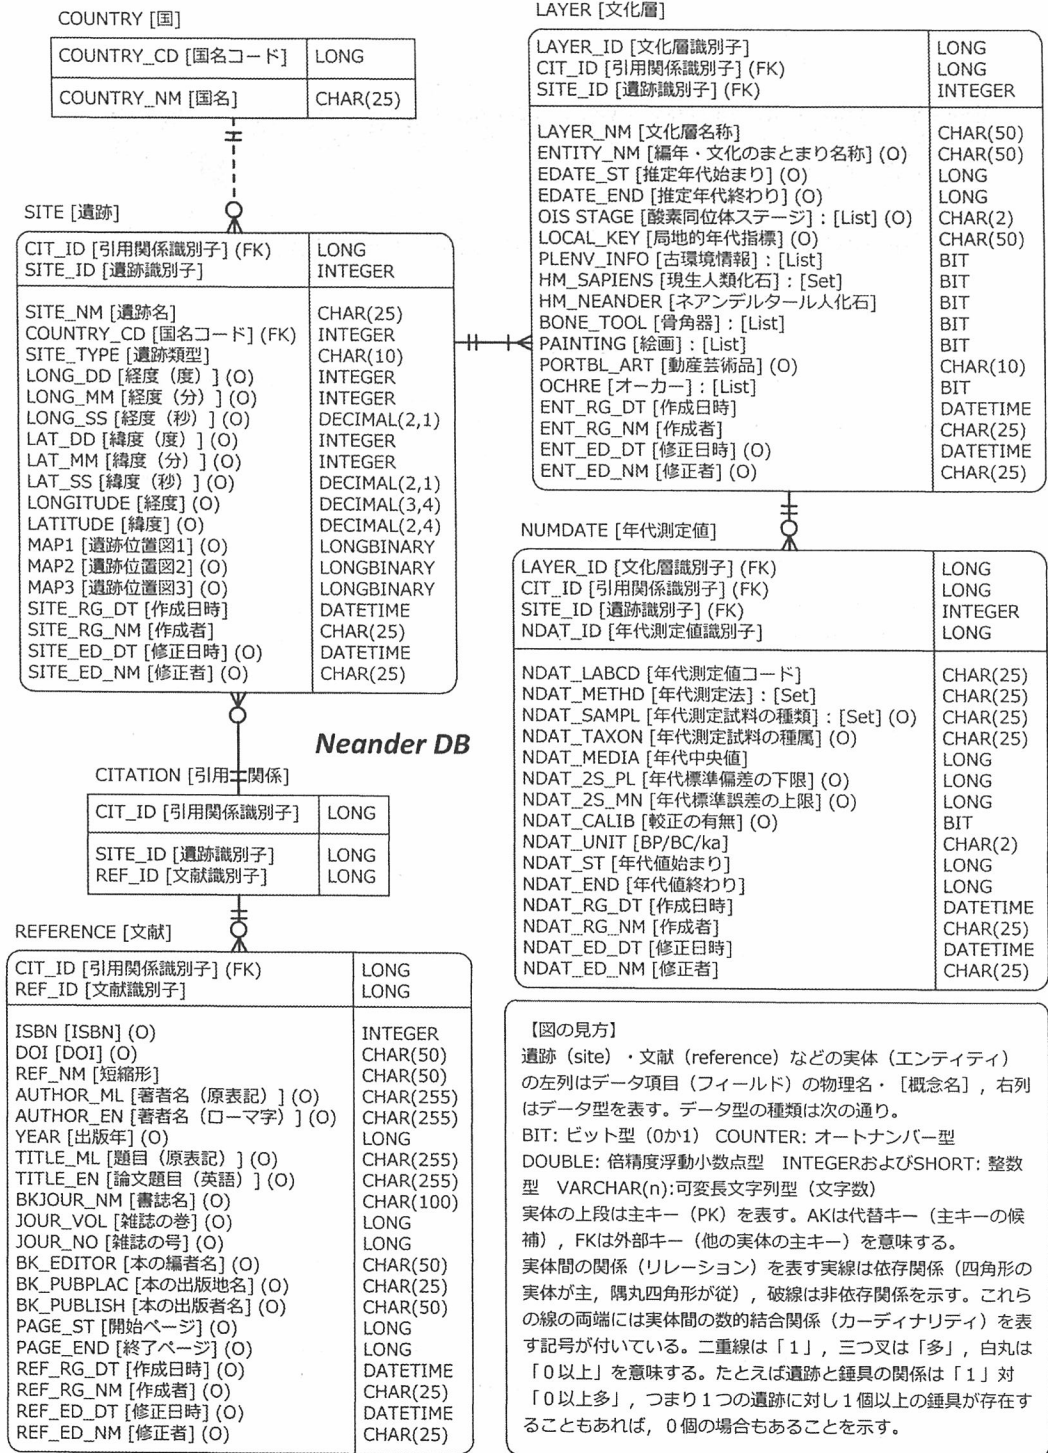 COUNTRY [国]
COUNTRY_CD [国名コード] LONG
COUNTRY_NM [国名] CHAR(25)
SITE [遺跡]
CIT_ID [引用関係識別子] (FK) LONG
SITE_ID [遺跡識別子] INTEGER
SITE_NM [遺跡名] CHAR(25)
COUNTRY_CD [国名コード] (FK) INTEGER
SITE_TYPE [遺跡類型] CHAR(10)
LONG_DD [経度（度）] (O) INTEGER
LONG_MM [経度（分）] (O) INTEGER
LONG_SS [経度（秒）] (O) DECIMAL(2,1)
LAT_DD [緯度（度）] (O) INTEGER
LAT_MM [緯度（分）] (O) INTEGER
LAT_SS [緯度（秒）] (O) DECIMAL(2,1)
LONGITUDE [経度] (O) DECIMAL(3,4)
LATITUDE [緯度] (O) DECIMAL(2,4)
MAP1 [遺跡位置図1] (O) LONGBINARY
MAP2 [遺跡位置図2] (O) LONGBINARY
MAP3 [遺跡位置図3] (O) LONGBINARY
SITE_RG_DT [作成日時] DATETIME
SITE_RG_NM [作成者] CHAR(25)
SITE_ED_DT [修正日時] (O) DATETIME
SITE_ED_NM [修正者] (O) CHAR(25)
Neander DB
CITATION [引用関係]
CIT_ID [引用関係識別子] LONG
SITE_ID [遺跡識別子] LONG
REF_ID [文献識別子] LONG
REFERENCE [文献]
CIT_ID [引用関係識別子] (FK) LONG
REF_ID [文献識別子] LONG
ISBN [ISBN] (O) INTEGER
DOI [DOI] (O) CHAR(50)
REF_NM [短縮形] CHAR(50)
AUTHOR_ML [著者名（原表記）] (O) CHAR(255)
AUTHOR_EN [著者名（ローマ字）] (O) CHAR(255)
YEAR [出版年] (O) LONG
TITLE_ML [題目（原表記）] (O) CHAR(255)
TITLE_EN [論文題目（英語）] (O) CHAR(255)
BKJOUR_NM [書誌名] (O) CHAR(100)
JOUR_VOL [雑誌の巻] (O) LONG
JOUR_NO [雑誌の号] (O) LONG
BK_EDITOR [本の編者名] (O) CHAR(50)
BK_PUBPLAC [本の出版地名] (O) CHAR(25)
BK_PUBLISH [本の出版者名] (O) CHAR(50)
PAGE_ST [開始ページ] (O) LONG
PAGE_END [終了ページ] (O) LONG
REF_RG_DT [作成日時] (O) DATETIME
REF_RG_NM [作成者] (O) CHAR(25)
REF_ED_DT [修正日時] (O) DATETIME
REF_ED_NM [修正者] (O) CHAR(25)
LAYER [文化層]
LAYER_ID [文化層識別子] LONG
CIT_ID [引用関係識別子] (FK) LONG
SITE_ID [遺跡識別子] (FK) INTEGER
LAYER_NM [文化層名称] CHAR(50)
ENTITY_NM [編年・文化のまとまり名称] (O) CHAR(50)
EDATE_ST [推定年代始まり] (O) LONG
EDATE_END [推定年代終わり] (O) LONG
OIS STAGE [酸素同位体ステージ] : [List] (O) CHAR(2)
LOCAL_KEY [局地的年代指標] (O) CHAR(50)
PLENV_INFO [古環境情報] : [List] BIT
HM_SAPIENS [現生人類化石] : [Set] BIT
HM_NEANDER [ネアンデルタール人化石] BIT
BONE_TOOL [骨角器] : [List] BIT
PAINTING [絵画] : [List] BIT
PORTBL_ART [動産芸術品] (O) CHAR(10)
OCHRE [オーカー] : [List] BIT
ENT_RG_DT [作成日時] DATETIME
ENT_RG_NM [作成者] CHAR(25)
ENT_ED_DT [修正日時] (O) DATETIME
ENT_ED_NM [修正者] (O) CHAR(25)
NUMDATE [年代測定値]
LAYER_ID [文化層識別子] (FK) LONG
CIT_ID [引用関係識別子] (FK) LONG
SITE_ID [遺跡識別子] (FK) INTEGER
NDAT_ID [年代測定値識別子] LONG
NDAT_LABCD [年代測定値コード] CHAR(25)
NDAT_METHD [年代測定法] : [Set] CHAR(25)
NDAT_SAMPL [年代測定試料の種類] : [Set] (O) CHAR(25)
NDAT_TAXON [年代測定試料の種属] (O) CHAR(25)
NDAT_MEDIA [年代中央値] LONG
NDAT_2S_PL [年代標準偏差の下限] (O) LONG
NDAT_2S_MN [年代標準誤差の上限] (O) LONG
NDAT_CALIB [較正の有無] (O) BIT
NDAT_UNIT [BP/BC/ka] CHAR(2)
NDAT_ST [年代値始まり] LONG
NDAT_END [年代値終わり] LONG
NDAT_RG_DT [作成日時] DATETIME
NDAT_RG_NM [作成者] CHAR(25)
NDAT_ED_DT [修正日時] DATETIME
NDAT_ED_NM [修正者] CHAR(25)
【図の見方】
遺跡（site）・文献（reference）などの実体（エンティティ）
の左列はデータ項目（フィールド）の物理名・［概念名］，右列
はデータ型を表す。データ型の種類は次の通り。
BIT: ビット型（0か1） COUNTER: オートナンバー型
DOUBLE: 倍精度浮動小数点型 INTEGERおよびSHORT: 整数
型 VARCHAR(n):可変長文字列型（文字数）
実体の上段は主キー（PK）を表す。AKは代替キー（主キーの候
補），FKは外部キー（他の実体の主キー）を意味する。
実体間の関係（リレーション）を表す実線は依存関係（四角形の
実体が主，隅丸四角形が従），破線は非依存関係を示す。これら
の線の両端には実体間の数的結合関係（カーディナリティ）を表
す記号が付いている。二重線は「１」，三つ叉は「多」，白丸は
「０以上」を意味する。たとえば遺跡と錘具の関係は「１」対
「０以上多」，つまり１つの遺跡に対し１個以上の錘具が存在す
ることもあれば，０個の場合もあることを示す。